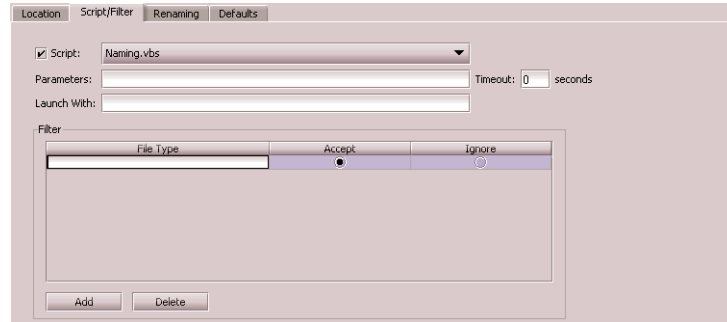 Location Script/Filter Renaming Defaults
Script: Naming.vbs
Parameters: Timeout: 0 seconds
Launch With:
Filter
File Type Accept Ignore
Add Delete